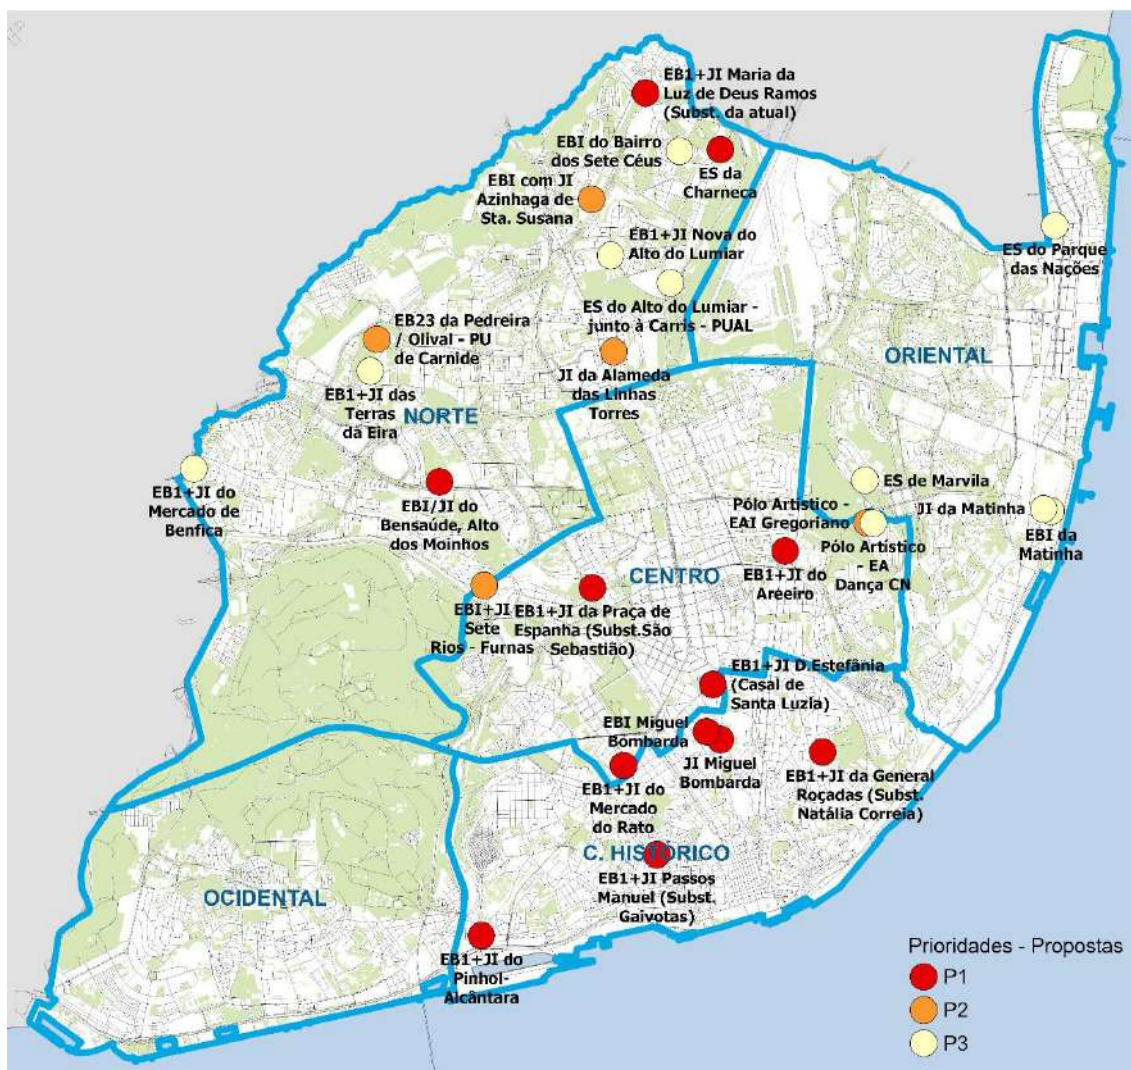 EB1+JI Maria da
Luz de Deus Ramos
(Subst. da atual)
EBI do Bairro
dos Sete Céus
ES da
Charneca
EBI com JI
Azinhaga de
Sta. Susana
EB1+JI Nova do
Alto do Lumiar
ES do Parque
das Nações
ES do Alto do Lumiar -
junto à Carris - PUAL
EB23 da Pedreira
/ Olival - PU
de Carnide
ORIENTAL
JI da Alameda
das Linhas
Torres
EB1+JI das
Terras
da Eira
NORTE
EB1+JI do
Mercado de
Benfica
EBI/JI do
Bensaúde, Alto
dos Moinhos
ES de Marvila
Pólo Artístico -
EAI Gregoriano
JI da Matinha
EBI da
Matinha
Pólo Artístico
- EA
Dança CN
CENTRO
EB1+JI do
Areeiro
EBI+JI
Sete
Rios - Furnas
EB1+JI da Praça de
Espanha (Subst.São
Sebastião)
EB1+JI D.Estefânia
(Casal de
Santa Luzia)
EBI Miguel
Bombarda
JI Miguel
Bombarda
EB1+JI da General
Roçadas (Subst.
Natália Correia)
EB1+JI do
Mercado
do Rato
C. HISTÓRICO
EB1+JI Passos
Manuel (Subst.
Gaivotas)
OCIDENTAL
EB1+JI do
Pinhol-
Alcântara
Prioridades - Propostas
P1
P2
P3